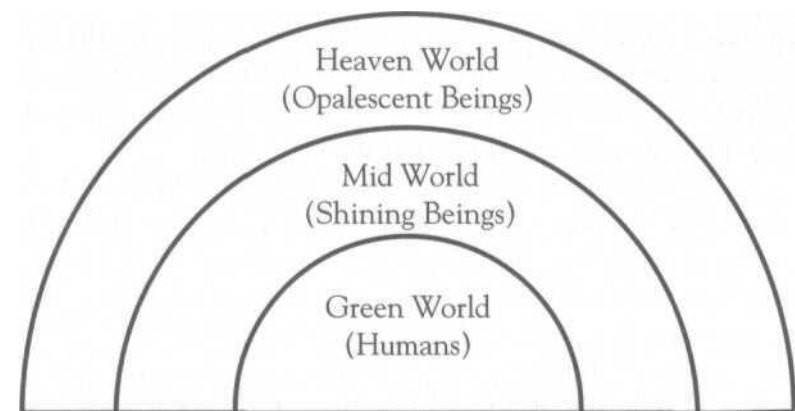 Heaven World
(Opalescent Beings)
Mid World
(Shining Beings)
Green World
(Humans)